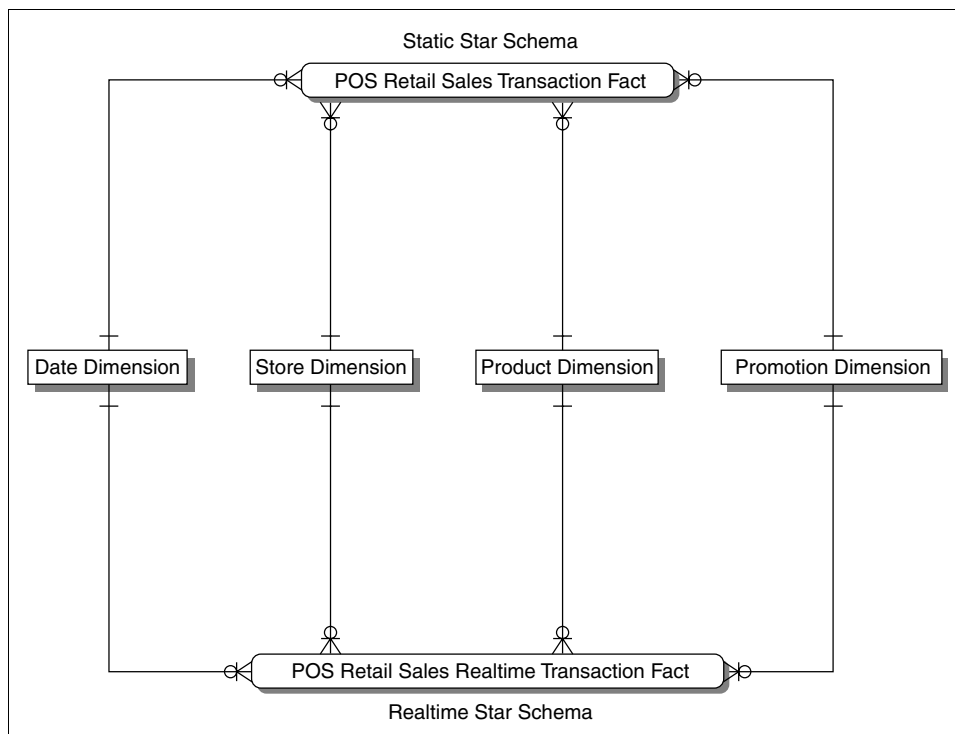 Static Star Schema
POS Retail Sales Transaction Fact
Date Dimension
Store Dimension
Product Dimension
Promotion Dimension
POS Retail Sales Realtime Transaction Fact
Realtime Star Schema